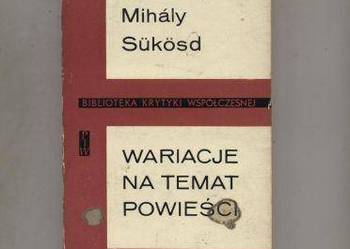 Mihály
Sükösd
BIBLIOTEKA KRYTYKI WSPÓŁCZESNEJ
WARIACJE
NA TEMAT
POWIEŚCI